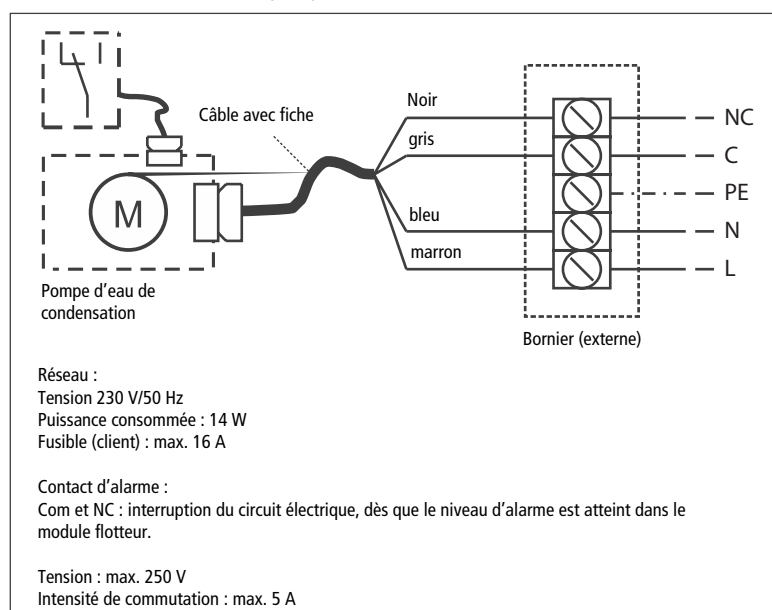 Noir
NC
Câble avec fiche
gris
C
M
PE
bleu
N
marron
L
Pompe d'eau de
condensation
Bornier (externe)
Réseau :
Tension 230 V/50 Hz
Puissance consommée : 14 W
Fusible (client) : max. 16 A
Contact d'alarme :
Com et NC : interruption du circuit électrique, dès que le niveau d'alarme est atteint dans le
module flotteur.
Tension : max. 250 V
Intensité de commutation : max. 5 A